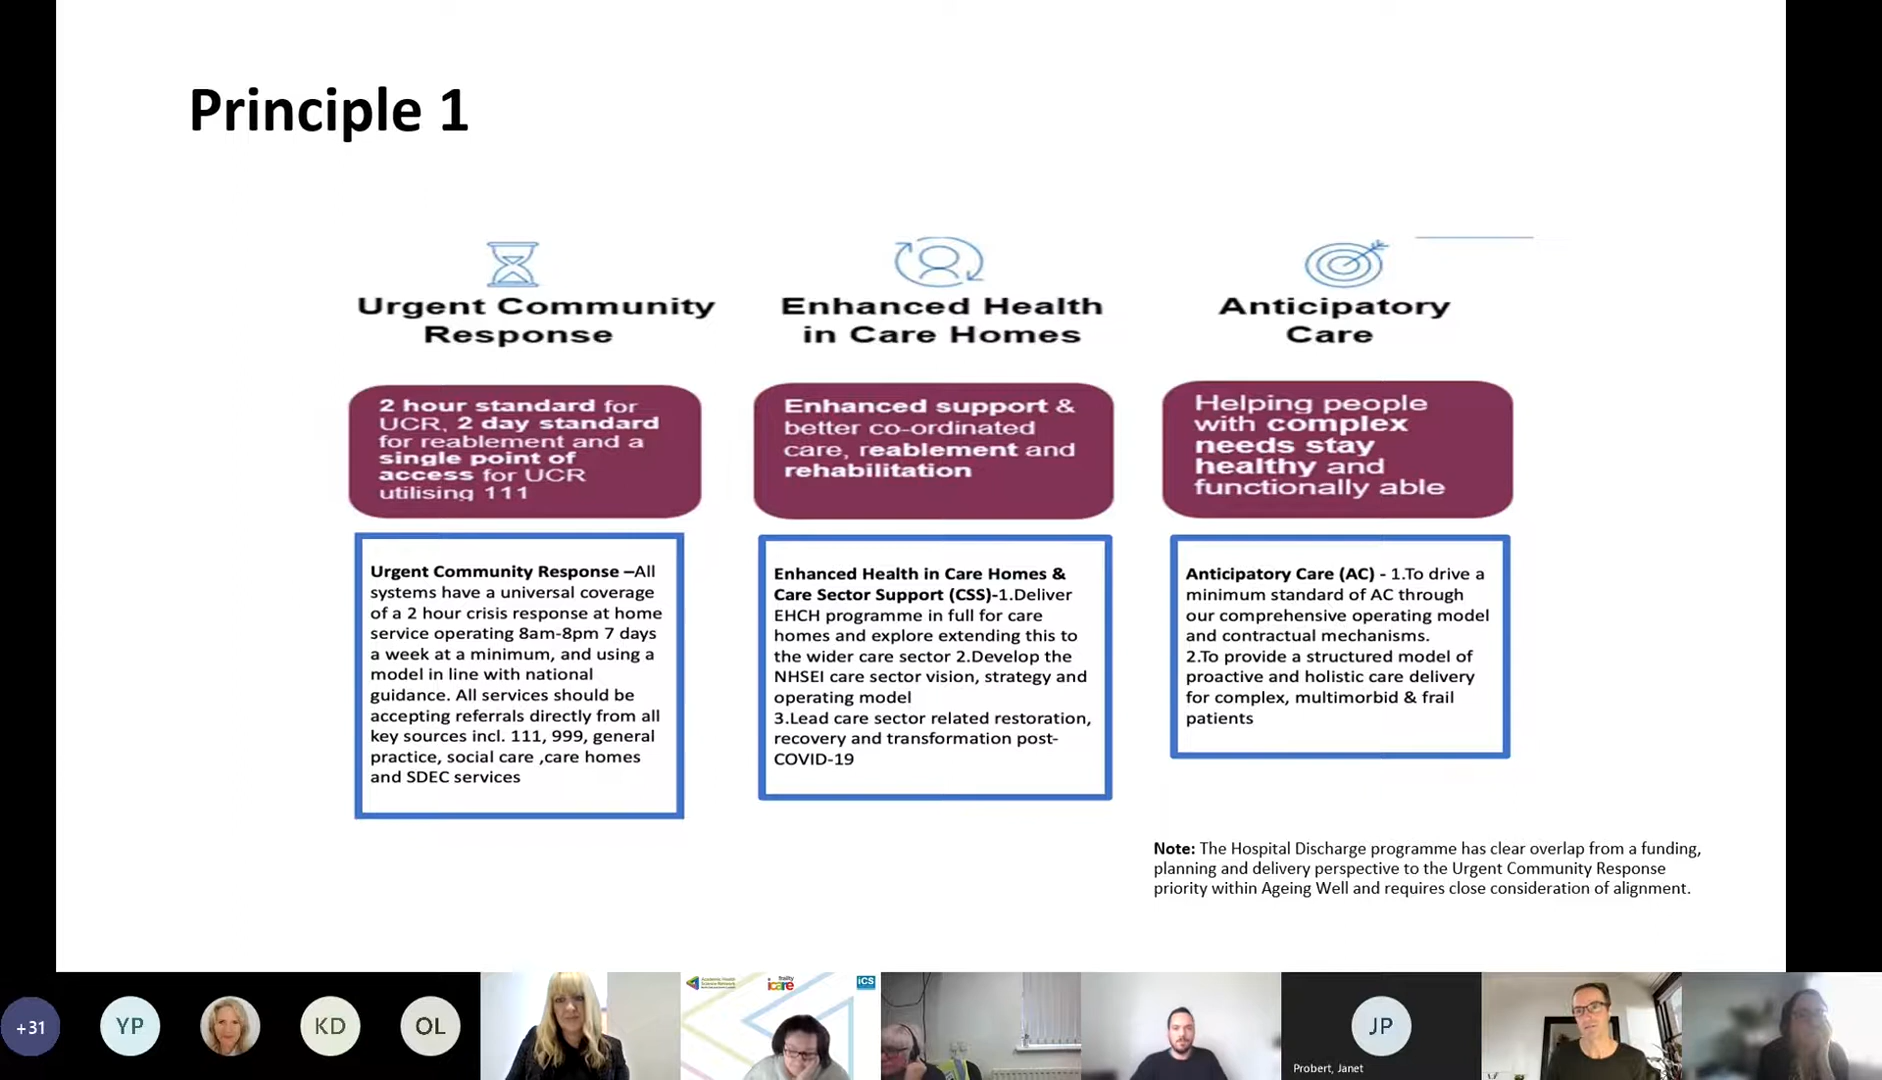 Principle 1
Urgent Community
Response
2 hour standard for
UCR, 2 day standard
for reablement and a
single point of
access for UCR
utilising 111
Urgent Community Response –All
systems have a universal coverage
of a 2 hour crisis response at home
service operating 8am-8pm 7 days
a week at a minimum, and using a
model in line with national
guidance. All services should be
accepting referrals directly from all
key sources incl. 111, 999, general
practice, social care ,care homes
and SDEC services
Enhanced Health
in Care Homes
Enhanced support &
better co-ordinated
care, reablement and
rehabilitation
Enhanced Health in Care Homes &
Care Sector Support (CSS)-1.Deliver
EHCH programme in full for care
homes and explore extending this to
the wider care sector 2.Develop the
NHSEI care sector vision, strategy and
operating model
3.Lead care sector related restoration,
recovery and transformation post-
COVID-19
Anticipatory
Care
Helping people
with complex
needs stay
healthy and
functionally able
Anticipatory Care (AC) - 1.To drive a
minimum standard of AC through
our comprehensive operating model
and contractual mechanisms.
2.To provide a structured model of
proactive and holistic care delivery
for complex, multimorbid & frail
patients
Note: The Hospital Discharge programme has clear overlap from a funding,
planning and delivery perspective to the Urgent Community Response
priority within Ageing Well and requires close consideration of alignment.
+31
YP
KD
OL
frailty
icare
ICS
JP
Probert, Janet